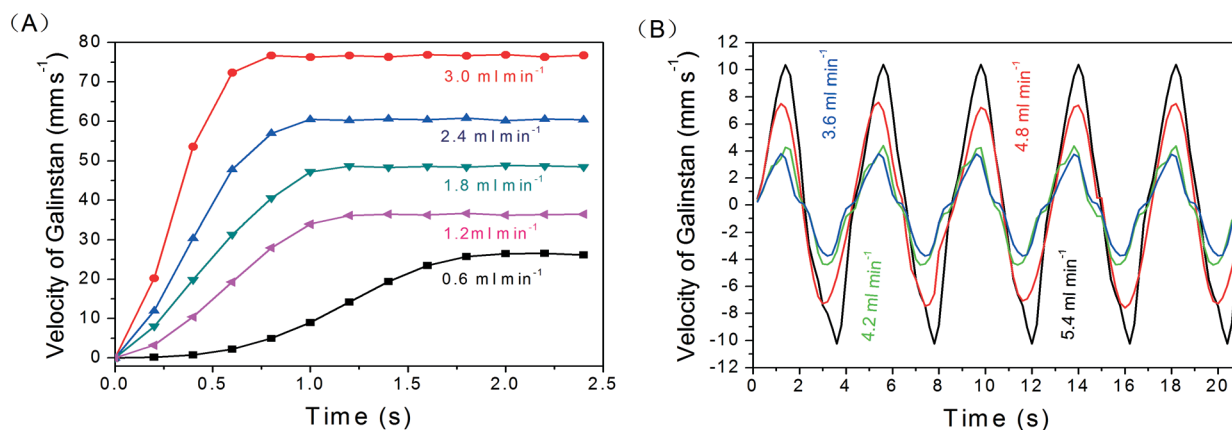 (A)
Velocity of Galinstan (mm s⁻¹)
80
70
60
50
40
30
20
10
0
3.0 ml min⁻¹
2.4 ml min⁻¹
1.8 ml min⁻¹
1.2ml min⁻¹
0.6 ml min⁻¹
0.0 0.5 1.0 1.5 2.0 2.5
Time (s)
(B)
Velocity of Galinstan (mm s⁻¹)
12
10
8
6
4
2
0
-2
-4
-6
-8
-10
-12
3.6 ml min⁻¹
4.8 ml min⁻¹
4.2 ml min⁻¹
5.4 ml min⁻¹
0 2 4 6 8 10 12 14 16 18 20
Time (s)